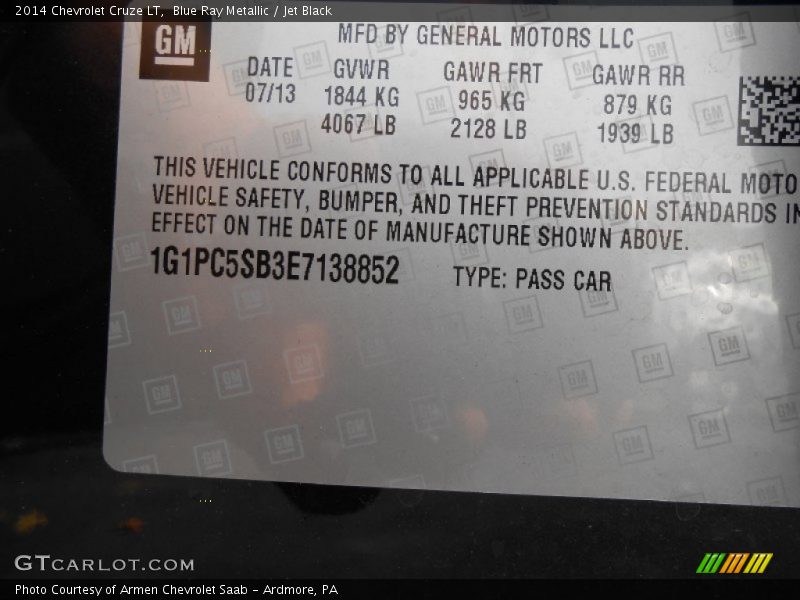 2014 Chevrolet Cruze LT, Blue Ray Metallic / Jet Black
GM
MFD BY GENERAL MOTORS LLC
DATE GVWR GAWR FRT GAWR RR
07/13 1844 KG 965 KG 879 KG
4067 LB 2128 LB 1939 LB
THIS VEHICLE CONFORMS TO ALL APPLICABLE U.S. FEDERAL MOTO
VEHICLE SAFETY, BUMPER, AND THEFT PREVENTION STANDARDS IN
EFFECT ON THE DATE OF MANUFACTURE SHOWN ABOVE.
1G1PC5SB3E7138852 TYPE: PASS CAR
GTCARLOT.COM
Photo Courtesy of Armen Chevrolet Saab - Ardmore, PA